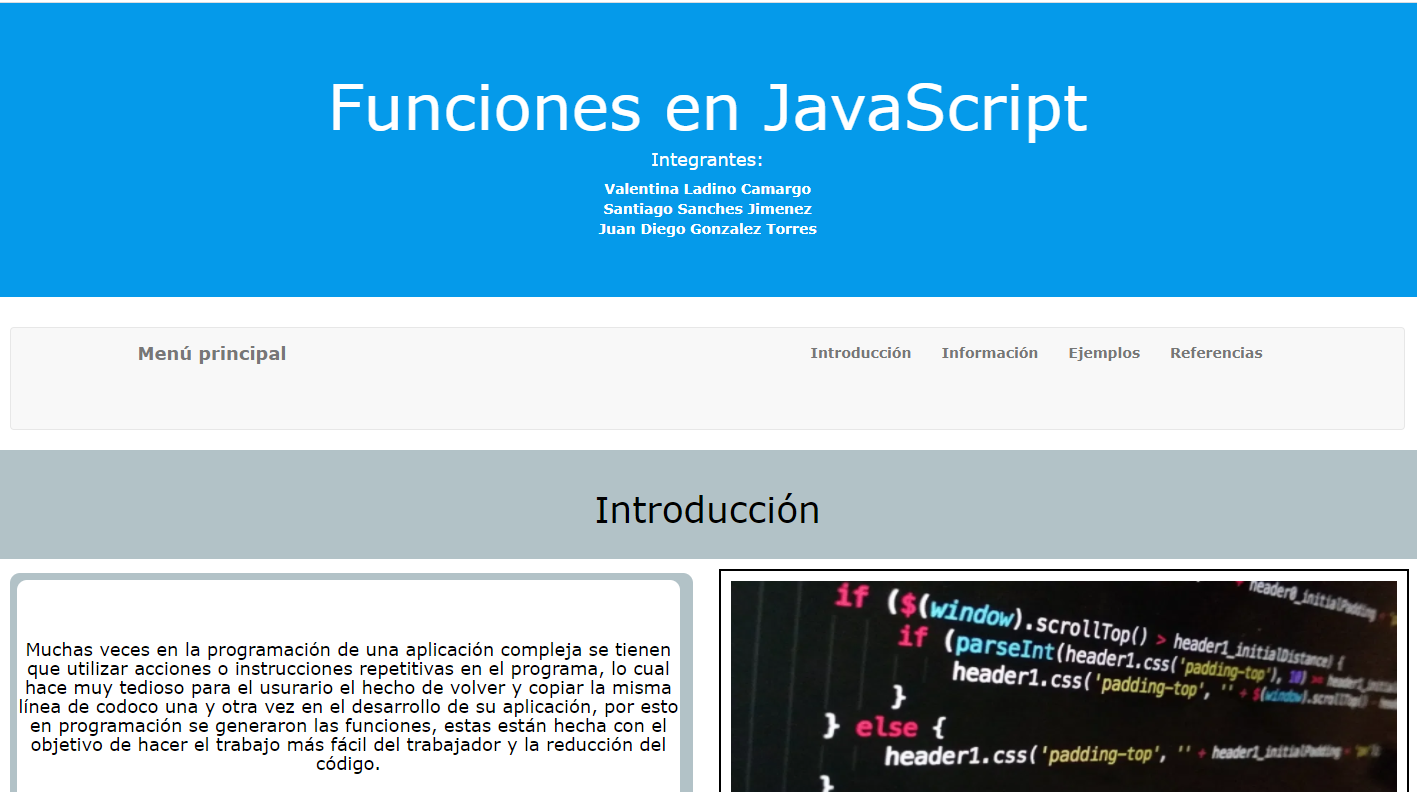 Funciones en JavaScript
Integrantes:
Valentina Ladino Camargo
Santiago Sanches Jimenez
Juan Diego Gonzalez Torres
Menú principal
Introducción Información Ejemplos Referencias
Introducción
Muchas veces en la programación de una aplicación compleja se tienen
que utilizar acciones o instrucciones repetitivas en el programa, lo cual
hace muy tedioso para el usurario el hecho de volver y copiar la misma
línea de codoco una y otra vez en el desarrollo de su aplicación, por esto
en programación se generaron las funciones, estas están hecha con el
objetivo de hacer el trabajo más fácil del trabajador y la reducción del
código.
header0_initialPadding
if ($(window).scrollTop() > header1_initialDistance) {
if (parseInt(header1.css('padding-top'), 10) >=
header1.css('padding-top', '' + $(window).scrollTop()
}
} else {
header1.css('padding-top', '' + header1_initialPadding + 'px');
}